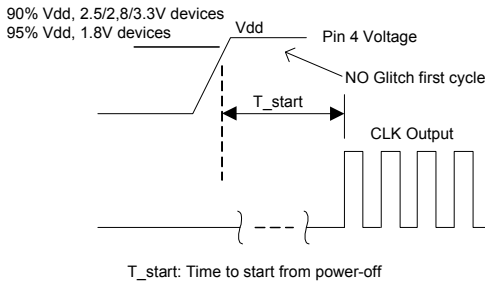 90% Vdd, 2.5/2,8/3.3V devices
95% Vdd, 1.8V devices
Vdd
Pin 4 Voltage
NO Glitch first cycle
T_start
CLK Output
T_start: Time to start from power-off